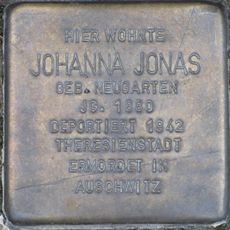 HIER WOHNTE
JOHANNA JONAS
GEB. NEUGARTEN
JG. 1880
DEPORTIERT 1942
THERESIENSTADT
ERMORDET IN
AUSCHWITZ